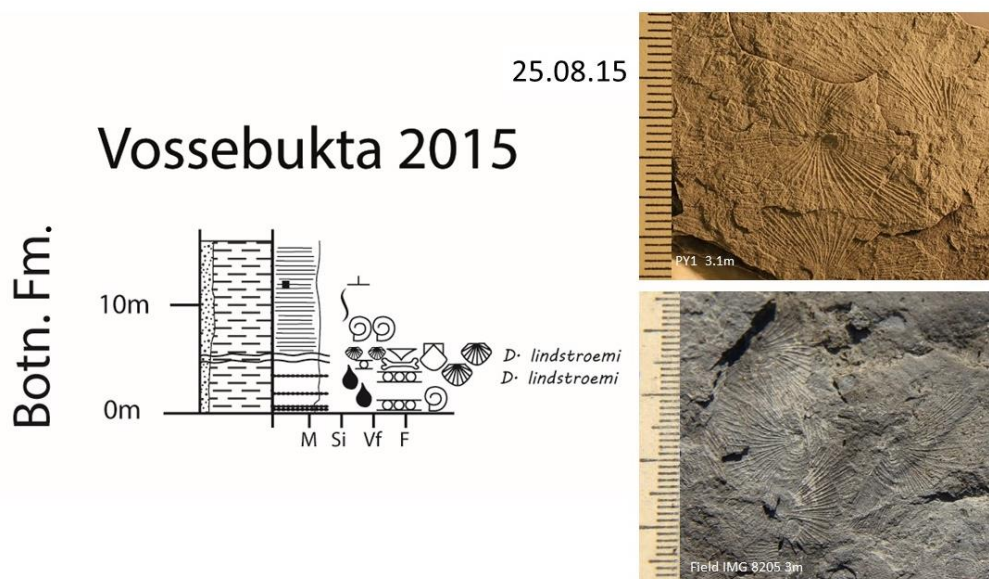 25.08.15
Vossebukta 2015
Botn. Fm.
10m
0m
M Si Vf F
D. lindstroemi
D. lindstroemi
PY1 3.1m
Field IMG 8205 3m